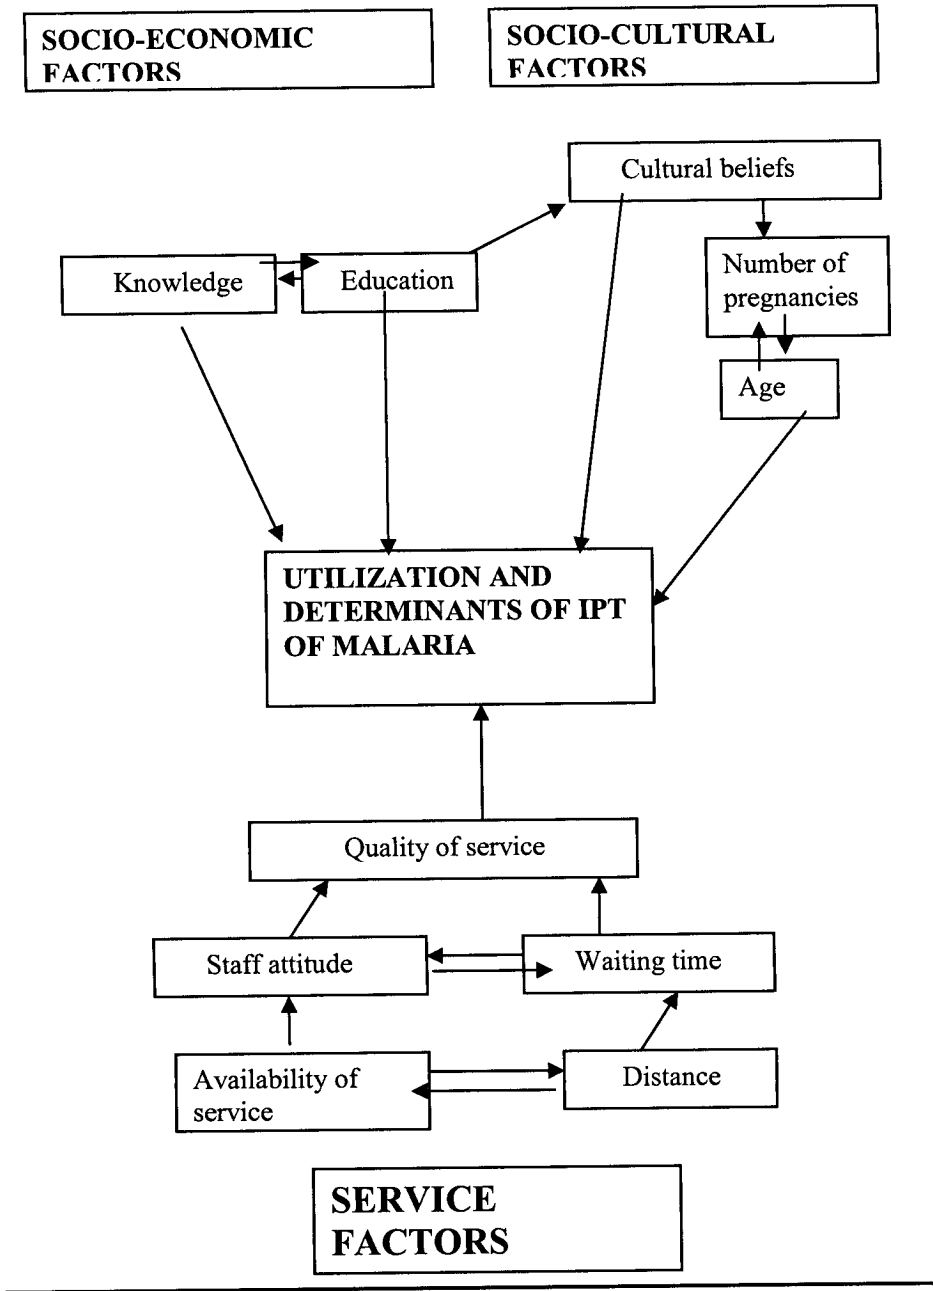 SOCIO-ECONOMIC
FACTORS
SOCIO-CULTURAL
FACTORS
Cultural beliefs
Knowledge
Education
Number of
pregnancies
Age
UTILIZATION AND
DETERMINANTS OF IPT
OF MALARIA
Quality of service
Staff attitude
Waiting time
Availability of
service
Distance
SERVICE
FACTORS